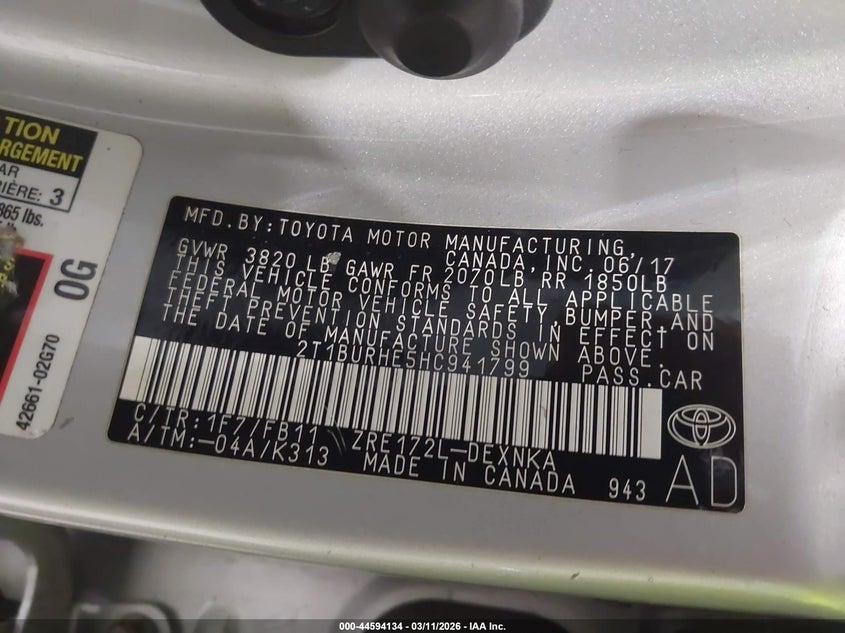 TION
RGEMENT
AR
IÈRE: 3
865 lbs.
42661-02G70
0G
MFD.BY:TOYOTA MOTOR MANUFACTURING,
CANADA, INC. 06/17
GVWR 3820 LB GAWR FR 2070LB RR 1850LB
THIS VEHICLE CONFORMS TO ALL APPLICABLE
FEDERAL MOTOR VEHICLE SAFETY, BUMPER, AND
THEFT PREVENTION STANDARDS IN EFFECT ON
THE DATE OF MANUFACTURE SHOWN ABOVE.
2T1BURHE5HC941799 PASS.CAR
C/TR:1F7/FB11 ZRE172L-DEXNKA
A/TM:-04A/K313 MADE IN CANADA 943
AD
000-44594134 - 03/11/2026 - IAA Inc.